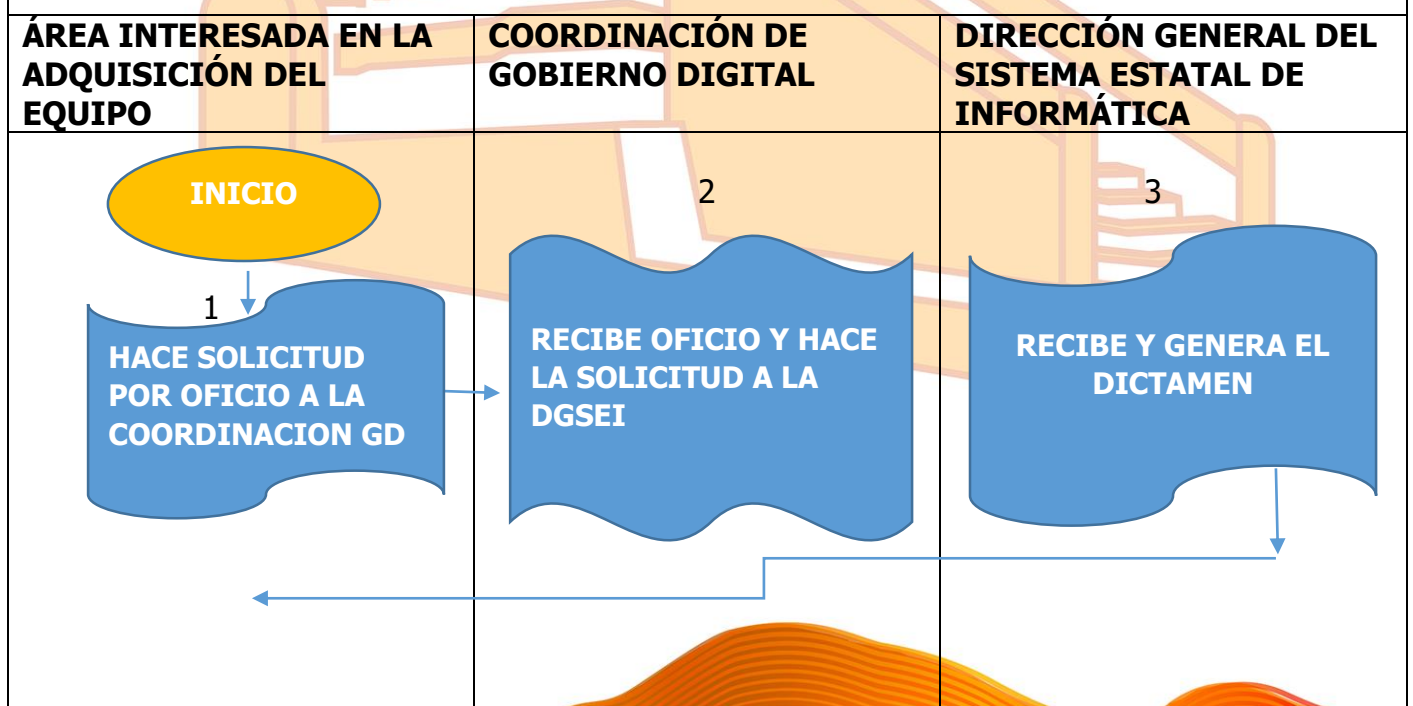 ÁREA INTERESADA EN LA
ADQUISICIÓN DEL
EQUIPO
COORDINACIÓN DE
GOBIERNO DIGITAL
DIRECCIÓN GENERAL DEL
SISTEMA ESTATAL DE
INFORMÁTICA
INICIO
1
HACE SOLICITUD
POR OFICIO A LA
COORDINACION GD
2
RECIBE OFICIO Y HACE
LA SOLICITUD A LA
DGSEI
3
RECIBE Y GENERA EL
DICTAMEN